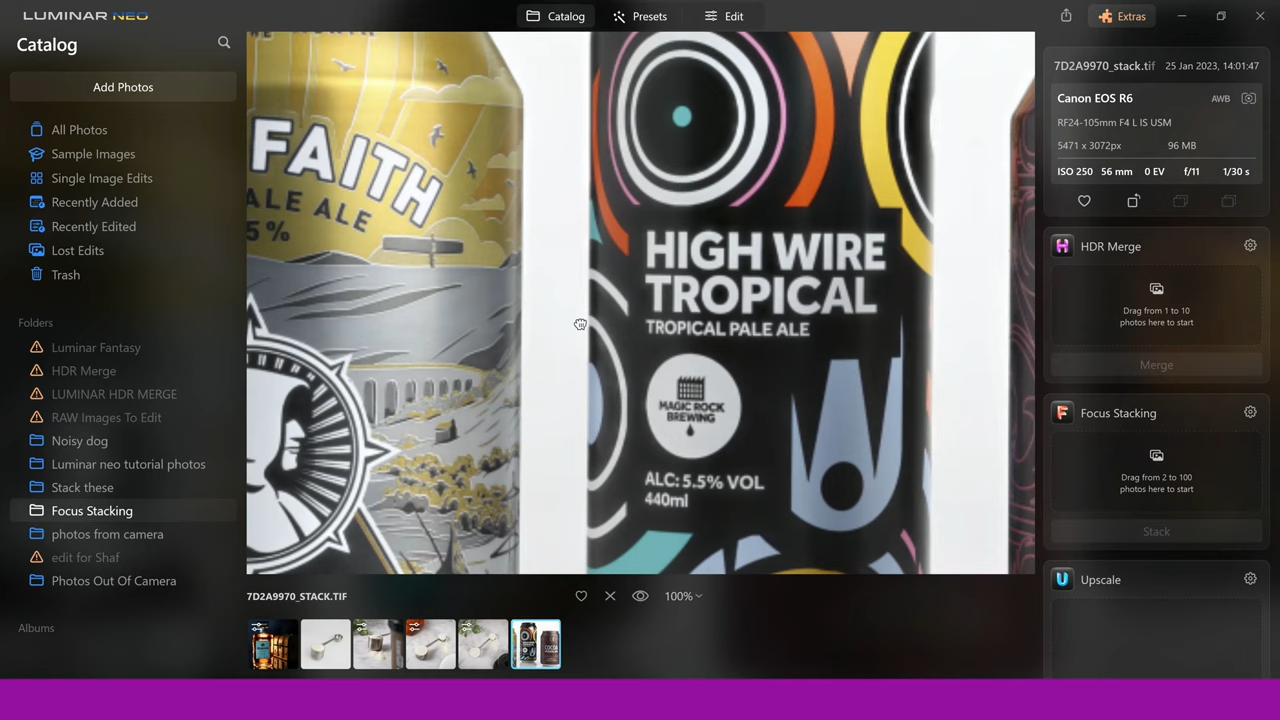 LUMINAR NEO
Catalog
Presets
Edit
Extras
Catalog
Add Photos
All Photos
Sample Images
Single Image Edits
Recently Added
Recently Edited
Lost Edits
Trash
Folders
Luminar Fantasy
HDR Merge
LUMINAR HDR MERGE
RAW Images To Edit
Noisy dog
Luminar neo tutorial photos
Stack these
Focus Stacking
photos from camera
edit for Shaf
Photos Out Of Camera
Albums
FAITH
ALE ALE
5%
HIGH WIRE
TROPICAL
TROPICAL PALE ALE
MAGIC ROCK
BREWING
ALC: 5.5% VOL
440ml
7D2A9970_STACK.TIF
100%
7D2A9970_stack.tif
25 Jan 2023, 14:01:47
Canon EOS R6
AWB
RF24-105mm F4 L IS USM
5471 x 3072px
96 MB
ISO 250
56 mm
0 EV
f/11
1/30 s
HDR Merge
Drag from 1 to 10
photos here to start
Merge
Focus Stacking
Drag from 2 to 100
photos here to start
Stack
Upscale